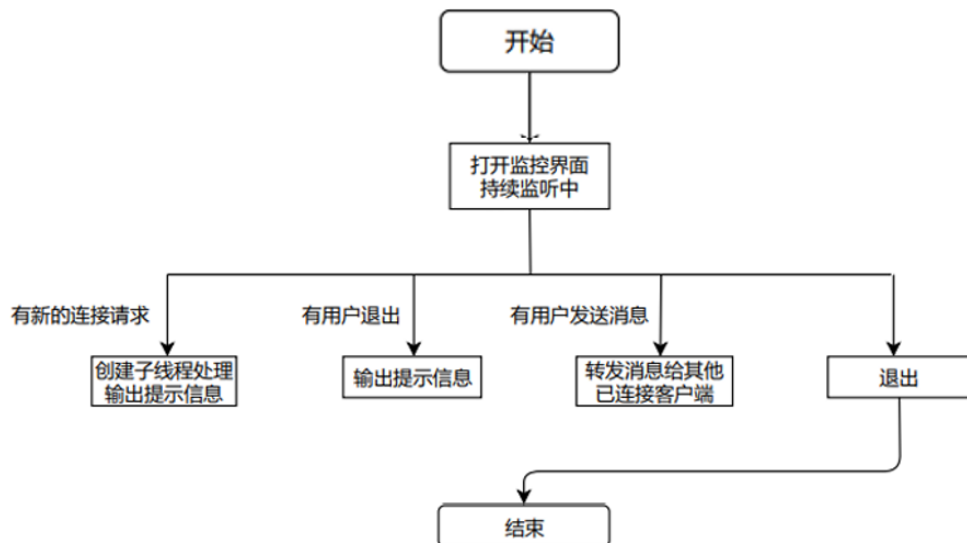 开始
打开监控界面
持续监听中
有新的连接请求
有用户退出
有用户发送消息
创建子线程处理
输出提示信息
输出提示信息
转发消息给其他
已连接客户端
退出
结束